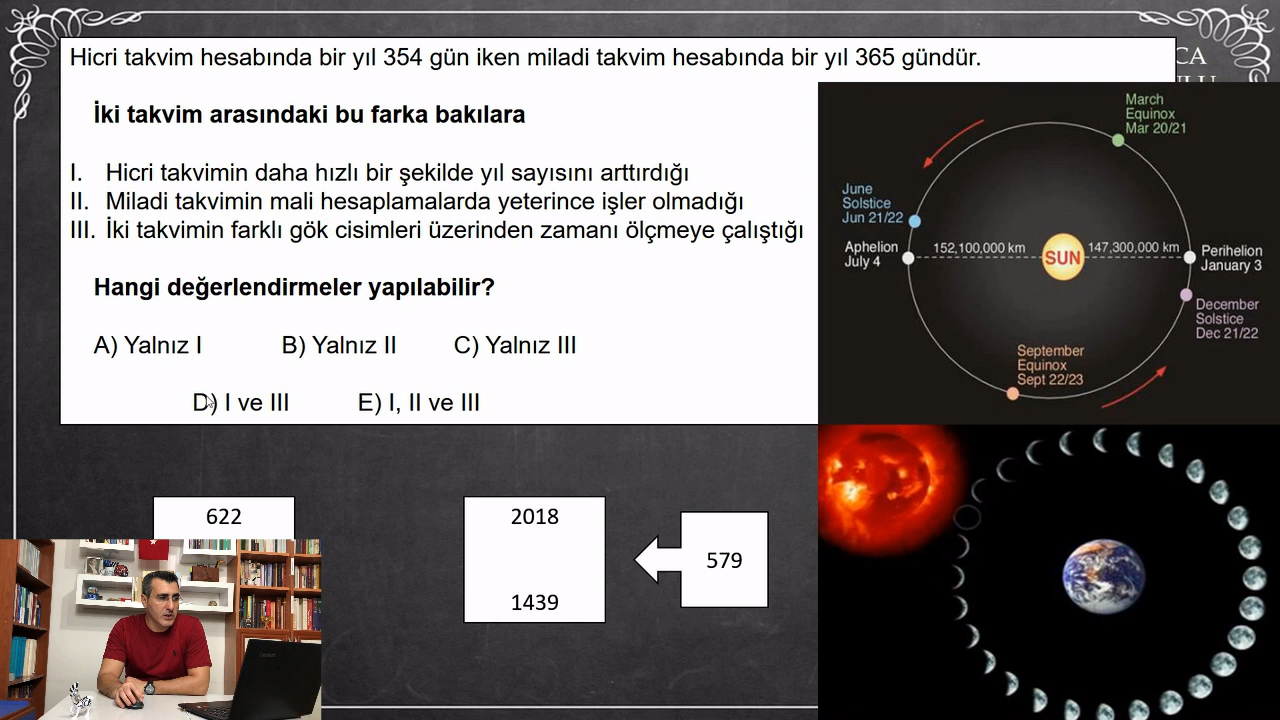 Hicri takvim hesabında bir yıl 354 gün iken miladi takvim hesabında bir yıl 365 gündür.
CA
İki takvim arasındaki bu farka bakılara
I. Hicri takvimin daha hızlı bir şekilde yıl sayısını arttırdığı
II. Miladi takvimin mali hesaplamalarda yeterince işler olmadığı
III. İki takvimin farklı gök cisimleri üzerinden zamanı ölçmeye çalıştığı
Hangi değerlendirmeler yapılabilir?
A) Yalnız I B) Yalnız II C) Yalnız III
D) I ve III E) I, II ve III
March
Equinox
Mar 20/21
June
Solstice
Jun 21/22
Aphelion
July 4
152,100,000 km
SUN
147,300,000 km
Perihelion
January 3
December
Solstice
Dec 21/22
September
Equinox
Sept 22/23
622
2018
579
1439